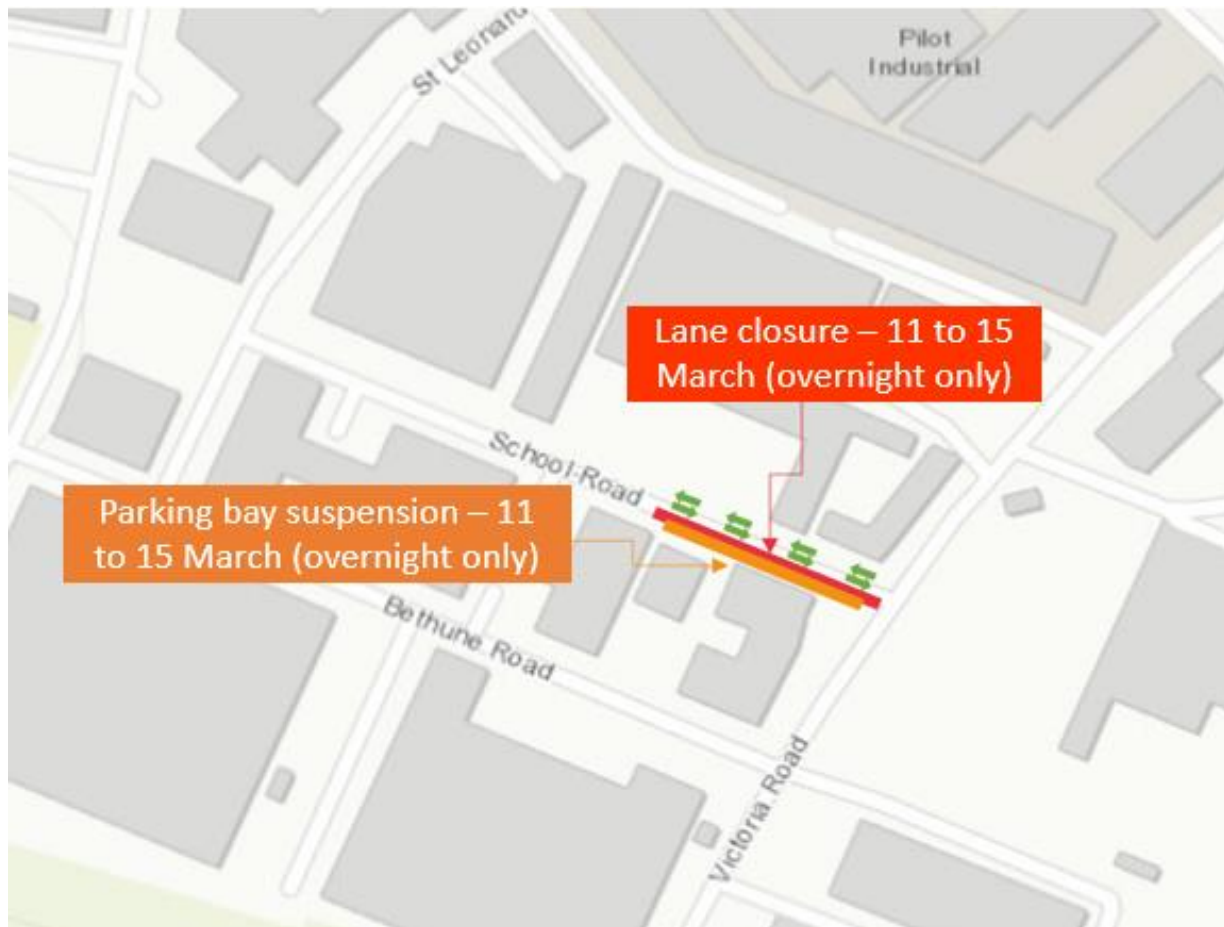 St Leonard
Pilot
Industrial
Lane closure – 11 to 15
March (overnight only)
School Road
Parking bay suspension – 11
to 15 March (overnight only)
Bethune Road
Victoria Road